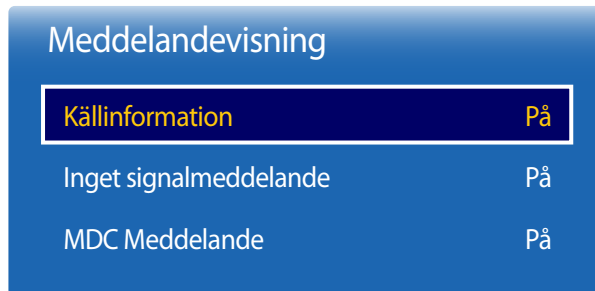 Meddelandevisning
Källinformation På
Inget signalmeddelande På
MDC Meddelande På